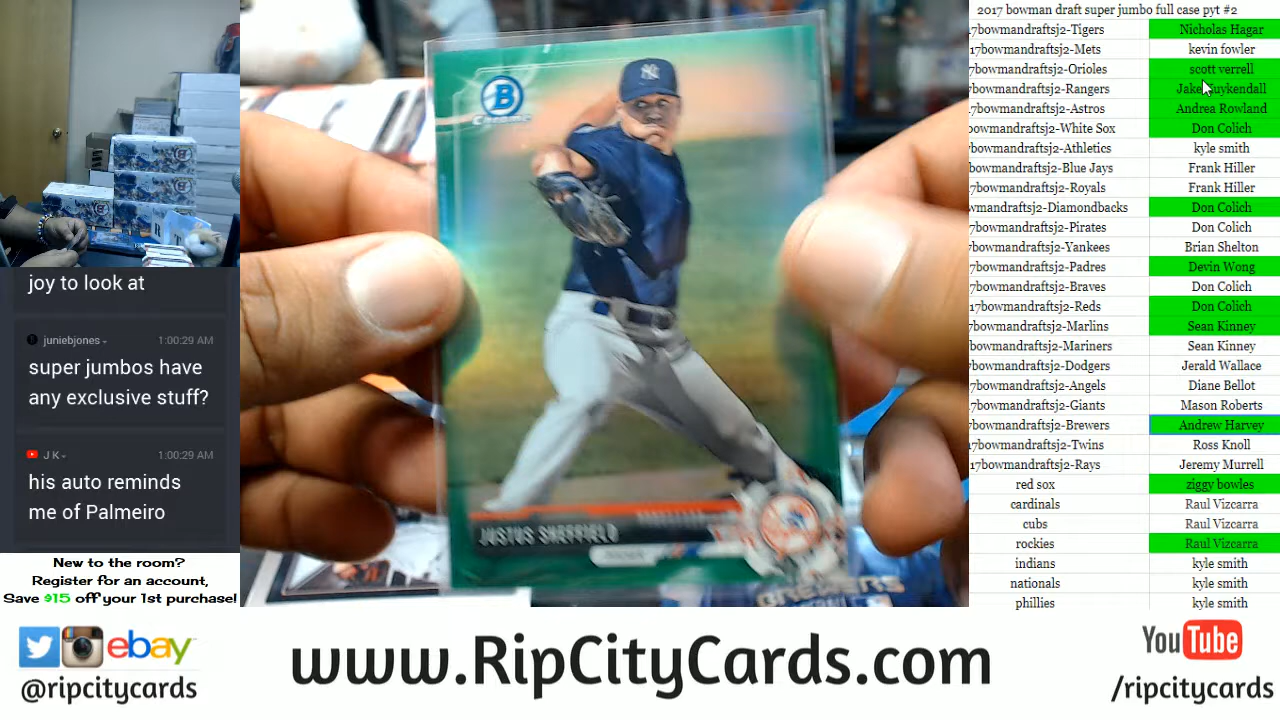 2017 bowman draft super jumbo full case pyt #2
17bowmandraftsj2-Tigers Nicholas Hagar
7bowmandraftsj2-Mets kevin fowler
7bowmandraftsj2-Orioles scott verrell
7bowmandraftsj2-Rangers Jake uykendall
7bowmandraftsj2-Astros Andrea Rowland
bowmandraftsj2-White Sox Don Colich
bowmandraftsj2-Athletics kyle smith
bowmandraftsj2-Blue Jays Frank Hiller
7bowmandraftsj2-Royals Frank Hiller
wmandraftsj2-Diamondbacks Don Colich
7bowmandraftsj2-Pirates Don Colich
bowmandraftsj2-Yankees Brian Shelton
7bowmandraftsj2-Padres Devin Wong
7bowmandraftsj2-Braves Don Colich
17bowmandraftsj2-Reds Don Colich
7bowmandraftsj2-Marlins Sean Kinney
bowmandraftsj2-Mariners Sean Kinney
7bowmandraftsj2-Dodgers Jerald Wallace
7bowmandraftsj2-Angels Diane Bellot
7bowmandraftsj2-Giants Mason Roberts
7bowmandraftsj2-Brewers Andrew Harvey
17bowmandraftsj2-Twins Ross Knoll
17bowmandraftsj2-Rays Jeremy Murrell
red sox ziggy bowles
cardinals Raul Vizcarra
cubs Raul Vizcarra
rockies Raul Vizcarra
indians kyle smith
nationals kyle smith
phillies kyle smith
B
Chrome
NY
JUSTUS SHEFFIELD
BREWERS
joy to look at
juniebjones 1:00:29 AM
super jumbos have
any exclusive stuff?
J K 1:00:29 AM
his auto reminds
me of Palmeiro
New to the room?
Register for an account,
Save $15 off your 1st purchase!
ebay
@ripcitycards
www.RipCityCards.com
YouTube
/ripcitycards